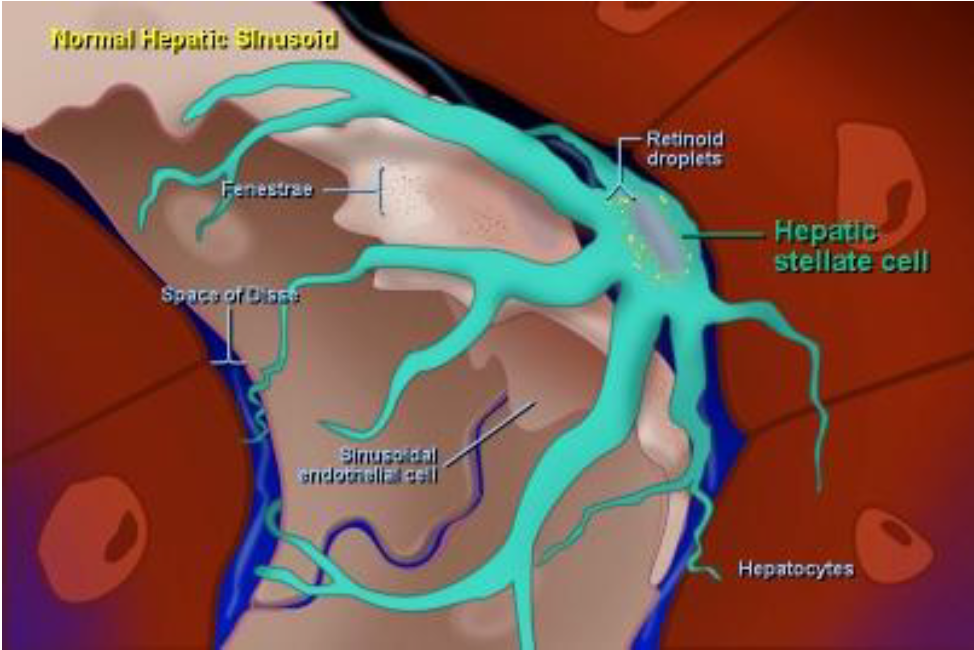 Normal Hepatic Sinusoid
Retinoid
droplets
Fenestrae
Hepatic
stellate cell
Space of Disse
Sinusoidal
endothelial cell
Hepatocytes